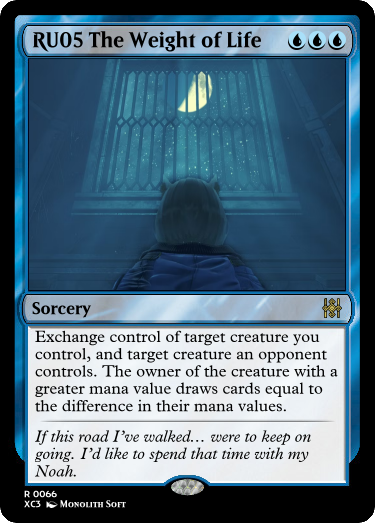 RU05 The Weight of Life
Sorcery
Exchange control of target creature you
control, and target creature an opponent
controls. The owner of the creature with a
greater mana value draws cards equal to
the difference in their mana values.
If this road I've walked... were to keep on
going. I'd like to spend that time with my
Noah.
R 0066
XC3 Monolith Soft